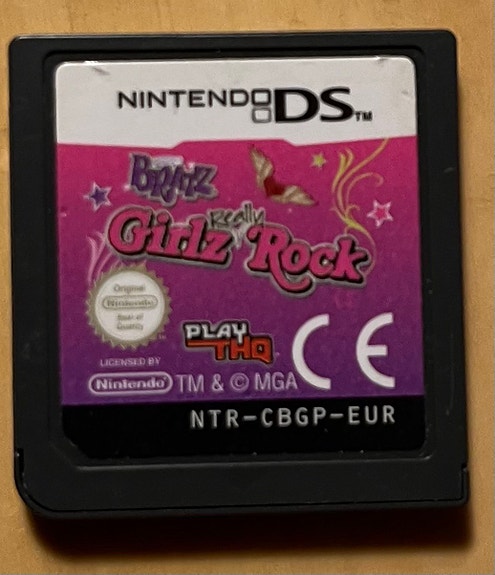 NINTENDO DS™
BRATZ
Girlz Really Rock
Original
Nintendo
Seal of
Quality
PLAY
THQ
CE
LICENSED BY
Nintendo
TM & © MGA
NTR-CBGP-EUR